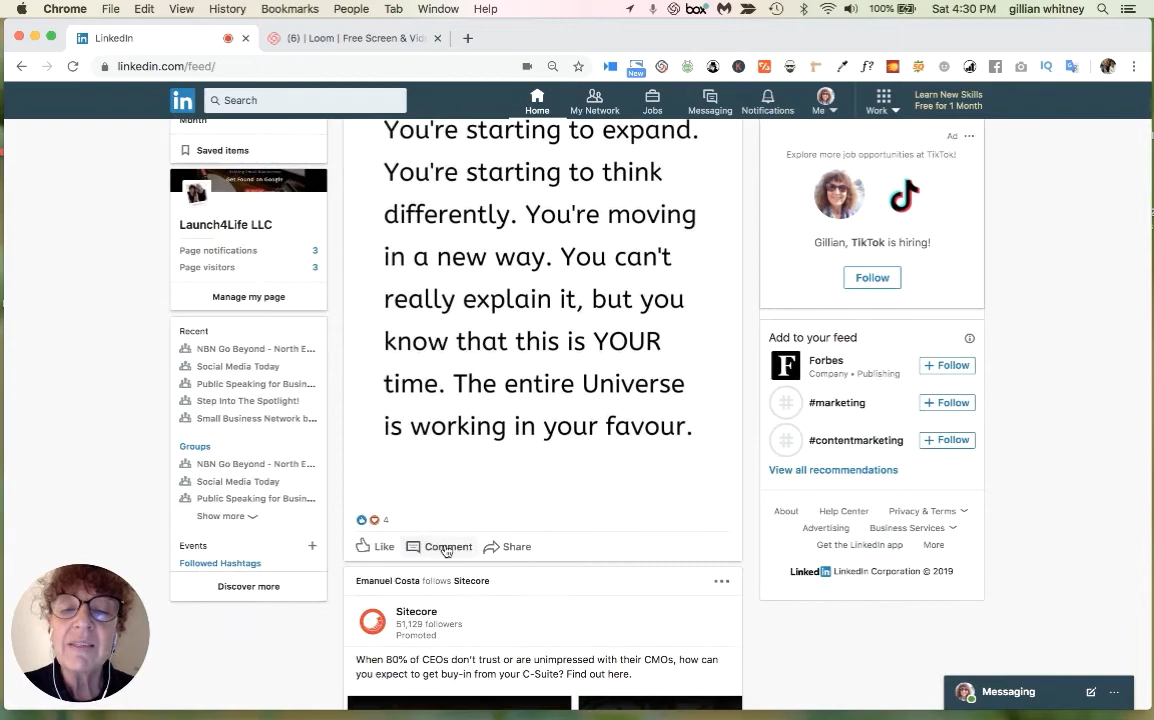 Chrome File Edit View History Bookmarks People Tab Window Help
box 100% Sat 4:30 PM gillian whitney
LinkedIn
(6) | Loom | Free Screen & Vid
linkedin.com/feed/
New
f?
IQ
in Search
Home My Network Jobs Messaging Notifications Me Work
Learn New Skills
Free for 1 Month
Month
Saved items
Launch4Life LLC
Page notifications 3
Page visitors 3
Manage my page
Recent
NBN Go Beyond - North E...
Social Media Today
Public Speaking for Busin...
Step Into The Spotlight!
Small Business Network b...
Groups
NBN Go Beyond - North E...
Social Media Today
Public Speaking for Busin...
Show more
Events +
Followed Hashtags
Discover more
You're starting to expand.
You're starting to think
differently. You're moving
in a new way. You can't
really explain it, but you
know that this is YOUR
time. The entire Universe
is working in your favour.
4
Like Comment Share
Emanuel Costa follows Sitecore
Sitecore
51,129 followers
Promoted
When 80% of CEOs don't trust or are unimpressed with their CMOs, how can
you expect to get buy-in from your C-Suite? Find out here.
Ad
Explore more job opportunities at TikTok!
Gillian, TikTok is hiring!
Follow
Add to your feed
F
Forbes
Company • Publishing
+ Follow
# #marketing + Follow
# #contentmarketing + Follow
View all recommendations
About Help Center Privacy & Terms
Advertising Business Services
Get the LinkedIn app More
LinkedIn LinkedIn Corporation © 2019
Messaging